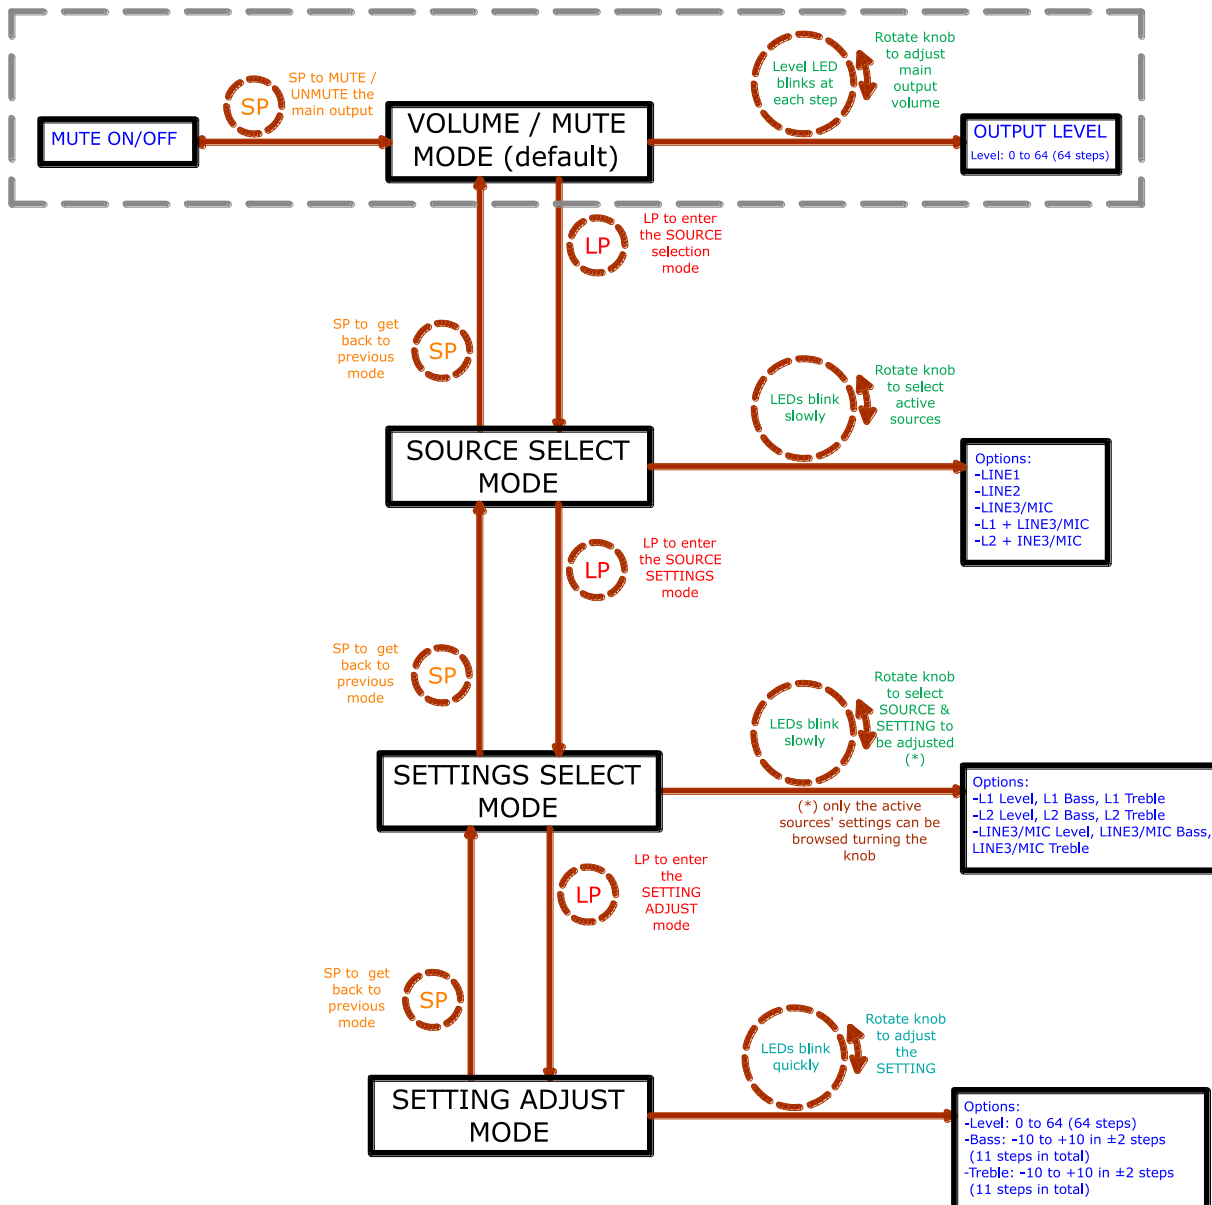 MUTE ON/OFF
SP
SP to MUTE /
UNMUTE the
main output
VOLUME / MUTE
MODE (default)
Level LED
blinks at
each step
Rotate knob
to adjust
main
output
volume
OUTPUT LEVEL
Level: 0 to 64 (64 steps)
LP
LP to enter
the SOURCE
selection
mode
SP to  get
back to
previous
mode
SP
SOURCE SELECT
MODE
LEDs blink
slowly
Rotate knob
to select
active
sources
Options:
-LINE1
-LINE2
-LINE3/MIC
-L1 + LINE3/MIC
-L2 + INE3/MIC
LP
LP to enter
the SOURCE
SETTINGS
mode
SP to  get
back to
previous
mode
SP
SETTINGS SELECT
MODE
LEDs blink
slowly
Rotate knob
to select
SOURCE &
SETTING to
be adjusted
(*)
(*) only the active
sources' settings can be
browsed turning the
knob
Options:
-L1 Level, L1 Bass, L1 Treble
-L2 Level, L2 Bass, L2 Treble
-LINE3/MIC Level, LINE3/MIC Bass,
LINE3/MIC Treble
LP
LP to enter
the
SETTING
ADJUST
mode
SP to  get
back to
previous
mode
SP
SETTING ADJUST
MODE
LEDs blink
quickly
Rotate knob
to adjust
the
SETTING
Options:
-Level: 0 to 64 (64 steps)
-Bass: -10 to +10 in ±2 steps
(11 steps in total)
-Treble: -10 to +10 in ±2 steps
(11 steps in total)